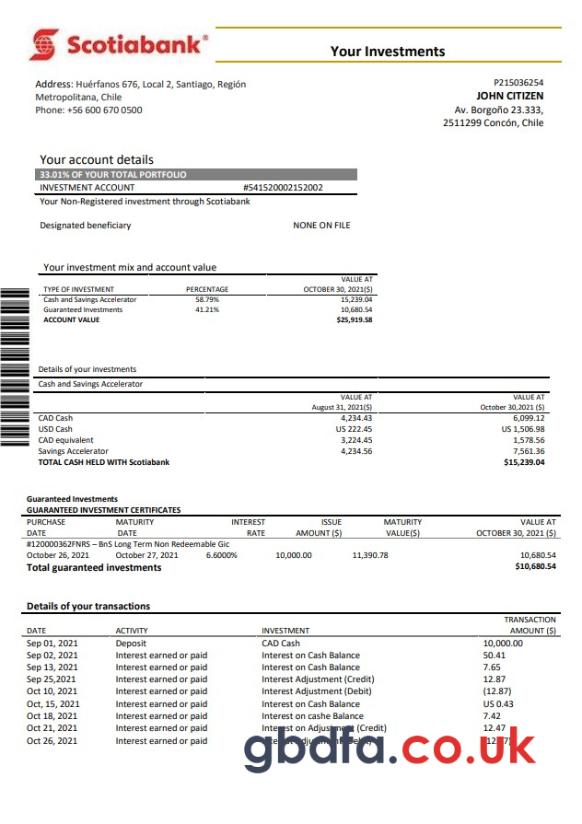 Scotiabank®
Your Investments
Address: Huérfanos 676, Local 2, Santiago, Región
Metropolitana, Chile
Phone: +56 600 670 0500
P215036254
JOHN CITIZEN
Av. Borgoño 23.333,
2511299 Concón, Chile
Your account details
33.01% OF YOUR TOTAL PORTFOLIO
INVESTMENT ACCOUNT #541520002152002
Your Non-Registered investment through Scotiabank
Designated beneficiary NONE ON FILE
Your investment mix and account value
VALUE AT
TYPE OF INVESTMENT PERCENTAGE OCTOBER 30, 2021($)
Cash and Savings Accelerator 58.79% 15,239.04
Guaranteed Investments 41.21% 10,680.54
ACCOUNT VALUE $25,919.58
Details of your investments
Cash and Savings Accelerator
VALUE AT VALUE AT
August 31, 2021($) October 30,2021($)
CAD Cash 4,234.43 6,099.12
USD Cash US 222.45 US 1,506.98
CAD equivalent 3,224.45 1,578.56
Savings Accelerator 4,234.56 7,561.36
TOTAL CASH HELD WITH Scotiabank $15,239.04
Guaranteed Investments
GUARANTEED INVESTMENT CERTIFICATES
PURCHASE MATURITY INTEREST ISSUE MATURITY VALUE AT
DATE DATE RATE AMOUNT ($) VALUE($) OCTOBER 30, 2021 ($)
#120000362FNRS – BnS Long Term Non Redeemable Gic
October 26, 2021 October 27, 2021 6.6000% 10,000.00 11,390.78 10,680.54
Total guaranteed investments $10,680.54
Details of your transactions
TRANSACTION
DATE ACTIVITY INVESTMENT AMOUNT ($)
Sep 01, 2021 Deposit CAD Cash 10,000.00
Sep 02, 2021 Interest earned or paid Interest on Cash Balance 50.41
Sep 13, 2021 Interest earned or paid Interest on Cash Balance 7.65
Sep 25,2021 Interest earned or paid Interest Adjustment (Credit) 12.87
Oct 10, 2021 Interest earned or paid Interest Adjustment (Debit) (12.87)
Oct, 15, 2021 Interest earned or paid Interest on Cash Balance US 0.43
Oct 18, 2021 Interest earned or paid Interest on cashe Balance 7.42
Oct 21, 2021 Interest earned or paid Interest on Adjustment (Credit) 12.47
Oct 26, 2021 Interest earned or paid
gbdfa.co.uk